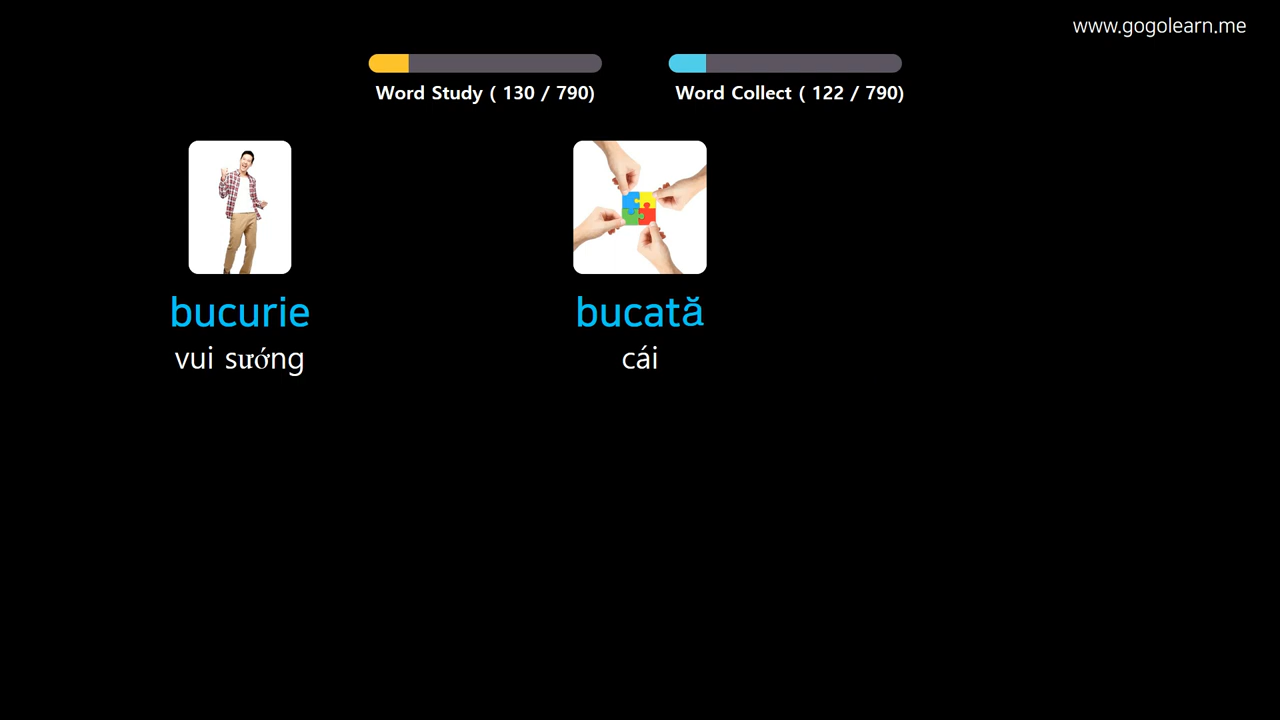 www.gogolearn.me
Word Study ( 130 / 790)
Word Collect ( 122 / 790)
bucurie
vui sướng
bucată
cái